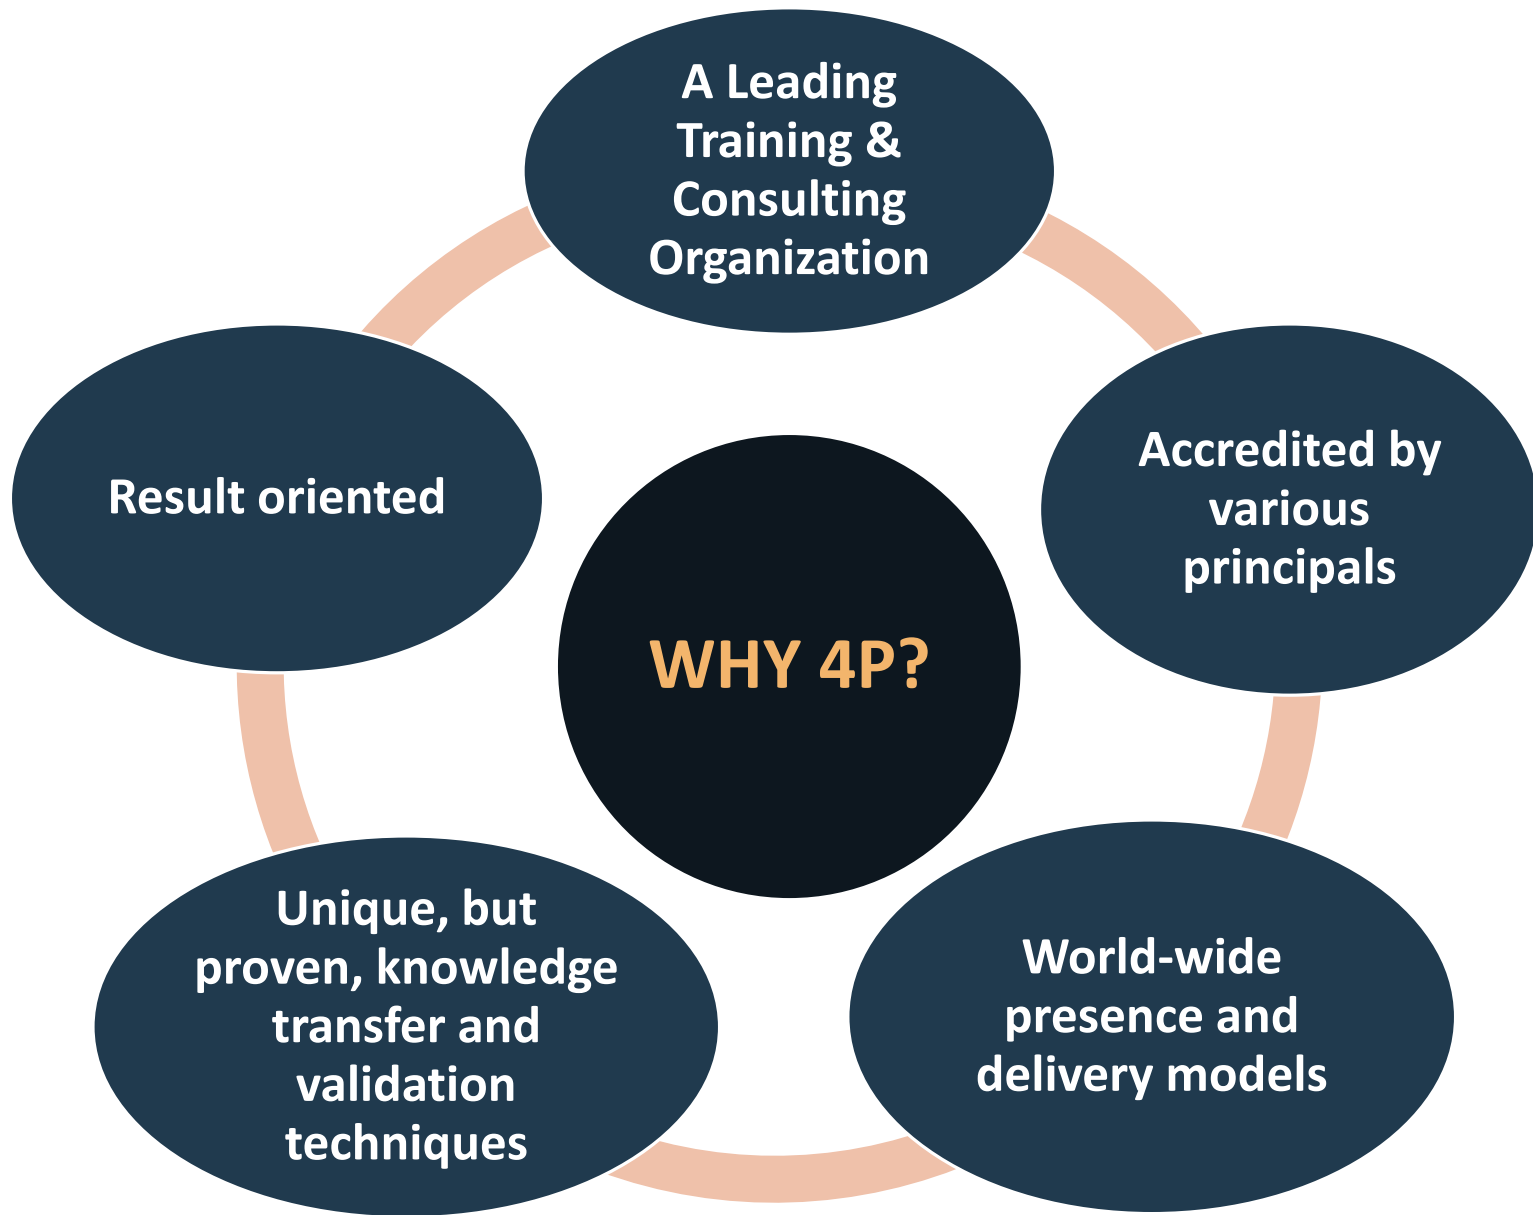 A Leading
Training &
Consulting
Organization
Accredited by
various
principals
World-wide
presence and
delivery models
Unique, but
proven, knowledge
transfer and
validation
techniques
Result oriented
WHY 4P?